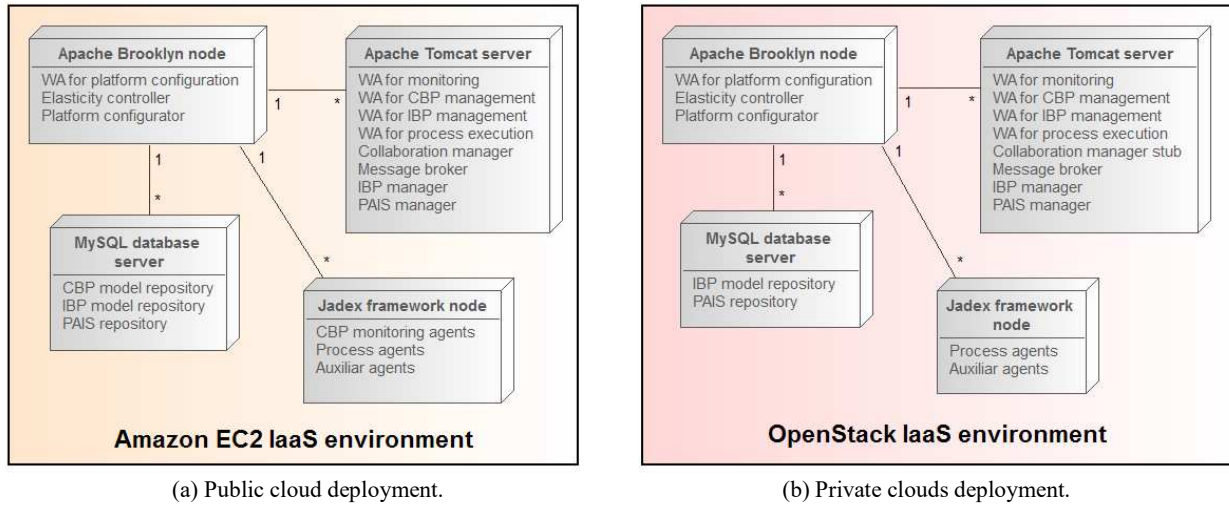 Apache Brooklyn node
WA for platform configuration
Elasticity controller
Platform configurator
Apache Tomcat server
WA for monitoring
WA for CBP management
WA for IBP management
WA for process execution
Collaboration manager
Message broker
IBP manager
PAIS manager
1
*
1
*
1
*
MySQL database
server
CBP model repository
IBP model repository
PAIS repository
Jadex framework node
CBP monitoring agents
Process agents
Auxiliar agents
Amazon EC2 IaaS environment
(a) Public cloud deployment.
Apache Brooklyn node
WA for platform configuration
Elasticity controller
Platform configurator
Apache Tomcat server
WA for monitoring
WA for CBP management
WA for IBP management
WA for process execution
Collaboration manager stub
Message broker
IBP manager
PAIS manager
1
*
1
*
1
*
MySQL database
server
IBP model repository
PAIS repository
Jadex framework
node
Process agents
Auxiliar agents
OpenStack IaaS environment
(b) Private clouds deployment.